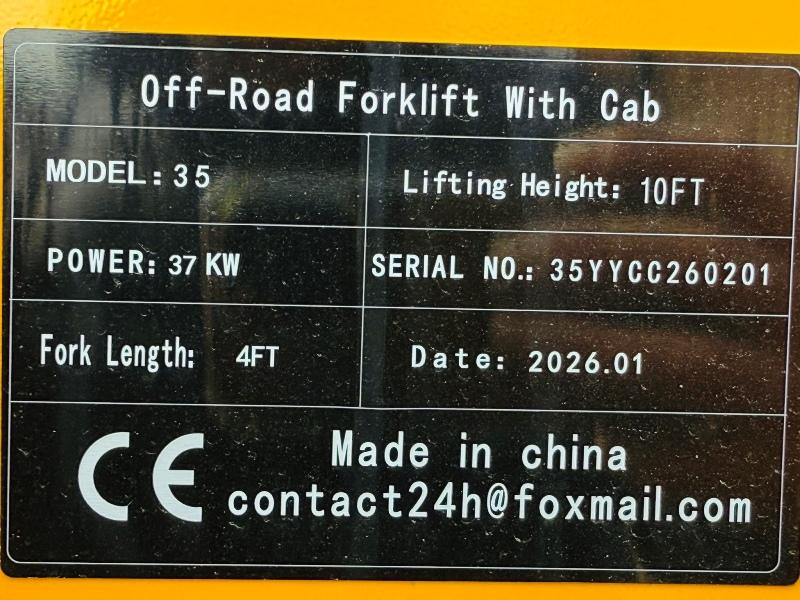 Off-Road Forklift With Cab
MODEL: 35
Lifting Height: 10FT
POWER: 37 KW
SERIAL NO.: 35YYCC260201
Fork Length: 4FT
Date: 2026.01
CE
Made in china
contact24h@foxmail.com